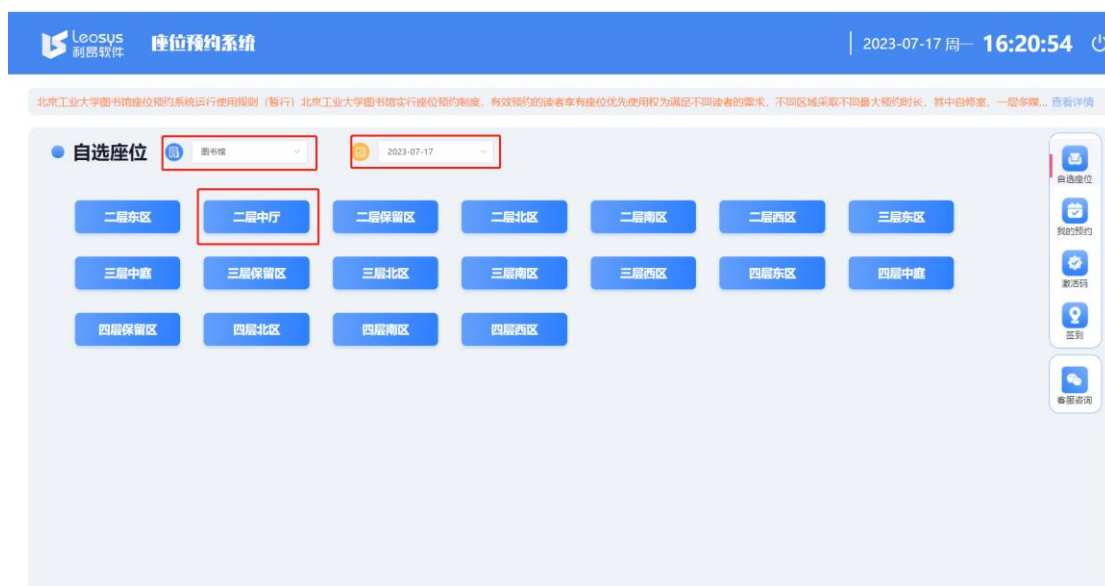 Leosys
利昂软件
座位预约系统
2023-07-17 周一 16:20:54
北京工业大学图书馆座位预约系统运行使用规则（暂行）北京工业大学图书馆实行座位预约制度，有效预约的读者享有座位优先使用权为满足不同读者的需求，不同区域采取不同最大预约时长，其中自修室，一层多媒... 查看详情
自选座位 图书馆 2023-07-17
二层东区 二层中厅 二层保留区 二层北区 二层南区 二层西区 三层东区
三层中庭 三层保留区 三层北区 三层南区 三层西区 四层东区 四层中庭
四层保留区 四层北区 四层南区 四层西区
自选座位
我的预约
激活码
签到
客服咨询